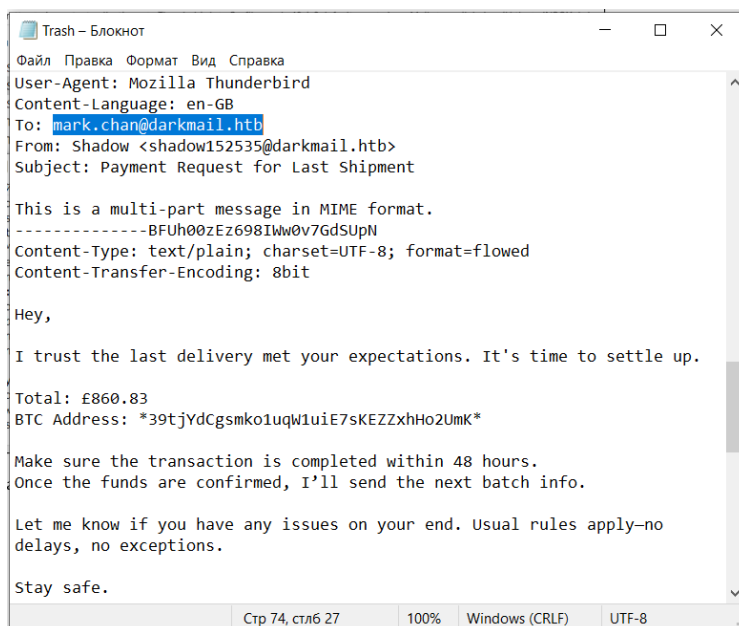 Trash – Блокнот
Файл Правка Формат Вид Справка
User-Agent: Mozilla Thunderbird
Content-Language: en-GB
To: mark.chan@darkmail.htb
From: Shadow <shadow152535@darkmail.htb>
Subject: Payment Request for Last Shipment
This is a multi-part message in MIME format.
--------------BFUh00zEz698IWw0v7GdSUpN
Content-Type: text/plain; charset=UTF-8; format=flowed
Content-Transfer-Encoding: 8bit
Hey,
I trust the last delivery met your expectations. It's time to settle up.
Total: £860.83
BTC Address: *39tjYdCgsmko1uqW1uiE7sKEZZxhHo2UmK*
Make sure the transaction is completed within 48 hours.
Once the funds are confirmed, I’ll send the next batch info.
Let me know if you have any issues on your end. Usual rules apply—no
delays, no exceptions.
Stay safe.
Стр 74, стлб 27 100% Windows (CRLF) UTF-8